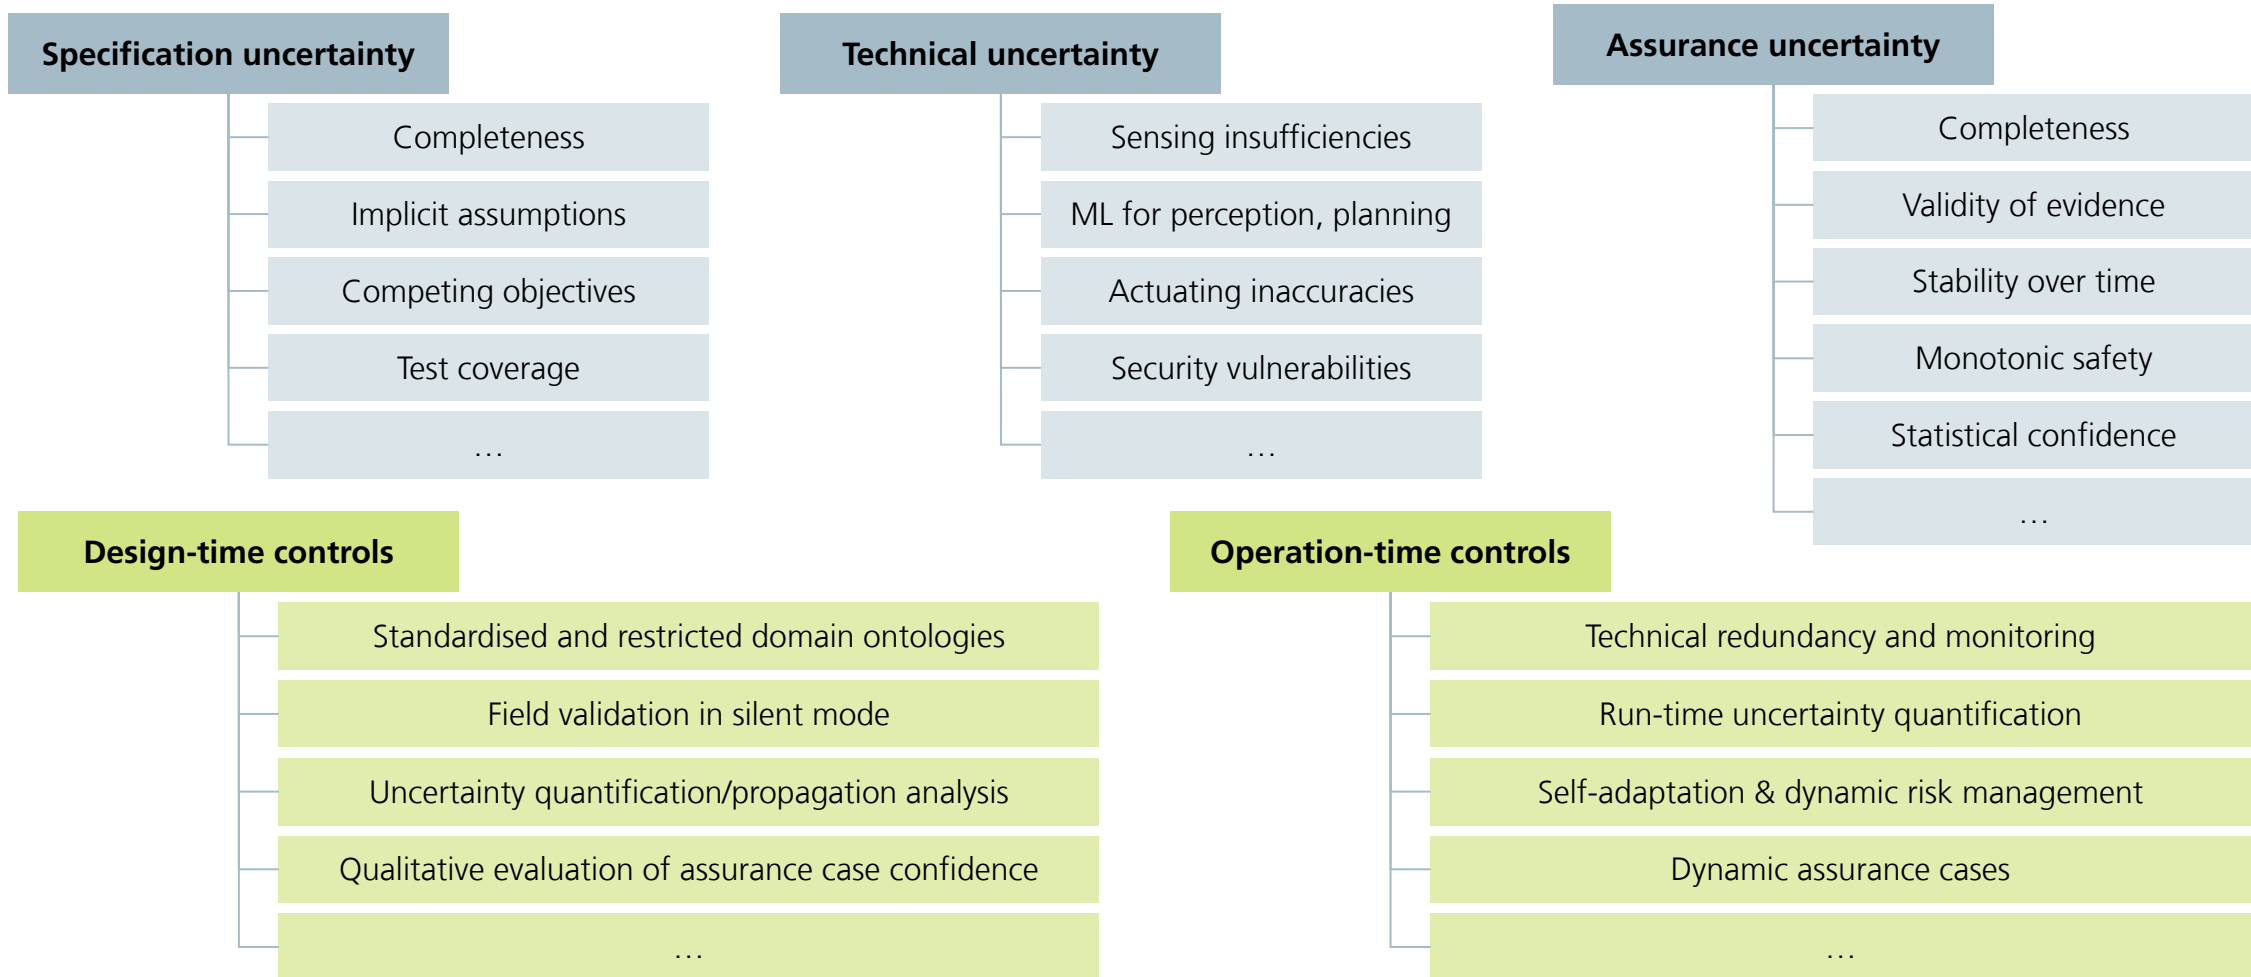 Specification uncertainty
Completeness
Implicit assumptions
Competing objectives
Test coverage
…
Technical uncertainty
Sensing insufficiencies
ML for perception, planning
Actuating inaccuracies
Security vulnerabilities
…
Assurance uncertainty
Completeness
Validity of evidence
Stability over time
Monotonic safety
Statistical confidence
…
Design-time controls
Standardised and restricted domain ontologies
Field validation in silent mode
Uncertainty quantification/propagation analysis
Qualitative evaluation of assurance case confidence
…
Operation-time controls
Technical redundancy and monitoring
Run-time uncertainty quantification
Self-adaptation & dynamic risk management
Dynamic assurance cases
…